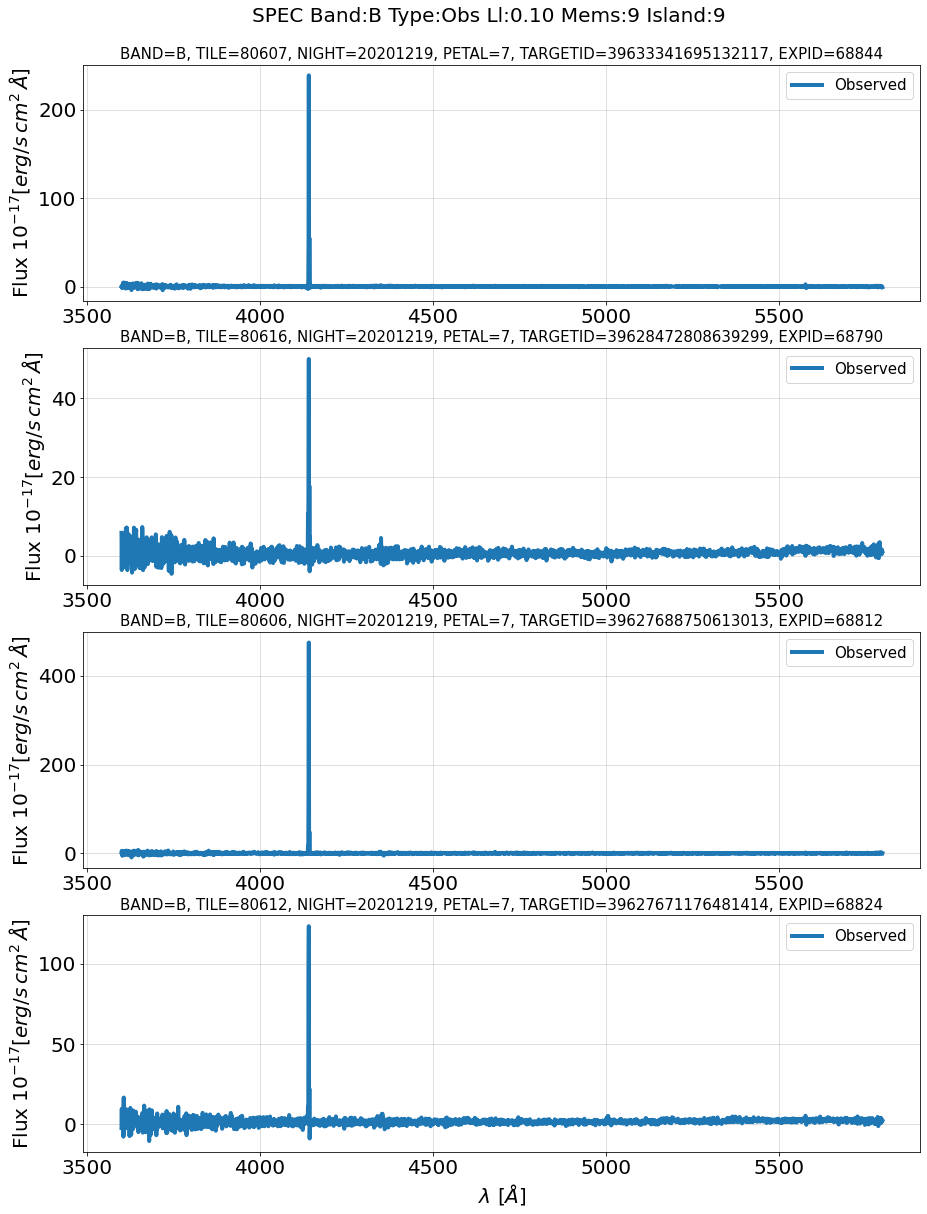 SPEC Band:B Type:Obs Ll:0.10 Mems:9 Island:9
BAND=B, TILE=80607, NIGHT=20201219, PETAL=7, TARGETID=39633341695132117, EXPID=68844
Flux 10^{-17}[erg/s cm^2 Å]
200
100
0
Observed
3500 4000 4500 5000 5500
BAND=B, TILE=80616, NIGHT=20201219, PETAL=7, TARGETID=39628472808639299, EXPID=68790
Flux 10^{-17}[erg/s cm^2 Å]
40
20
0
Observed
3500 4000 4500 5000 5500
BAND=B, TILE=80606, NIGHT=20201219, PETAL=7, TARGETID=39627688750613013, EXPID=68812
Flux 10^{-17}[erg/s cm^2 Å]
400
200
0
Observed
3500 4000 4500 5000 5500
BAND=B, TILE=80612, NIGHT=20201219, PETAL=7, TARGETID=39627671176481414, EXPID=68824
Flux 10^{-17}[erg/s cm^2 Å]
100
50
0
Observed
3500 4000 4500 5000 5500
λ [Å]